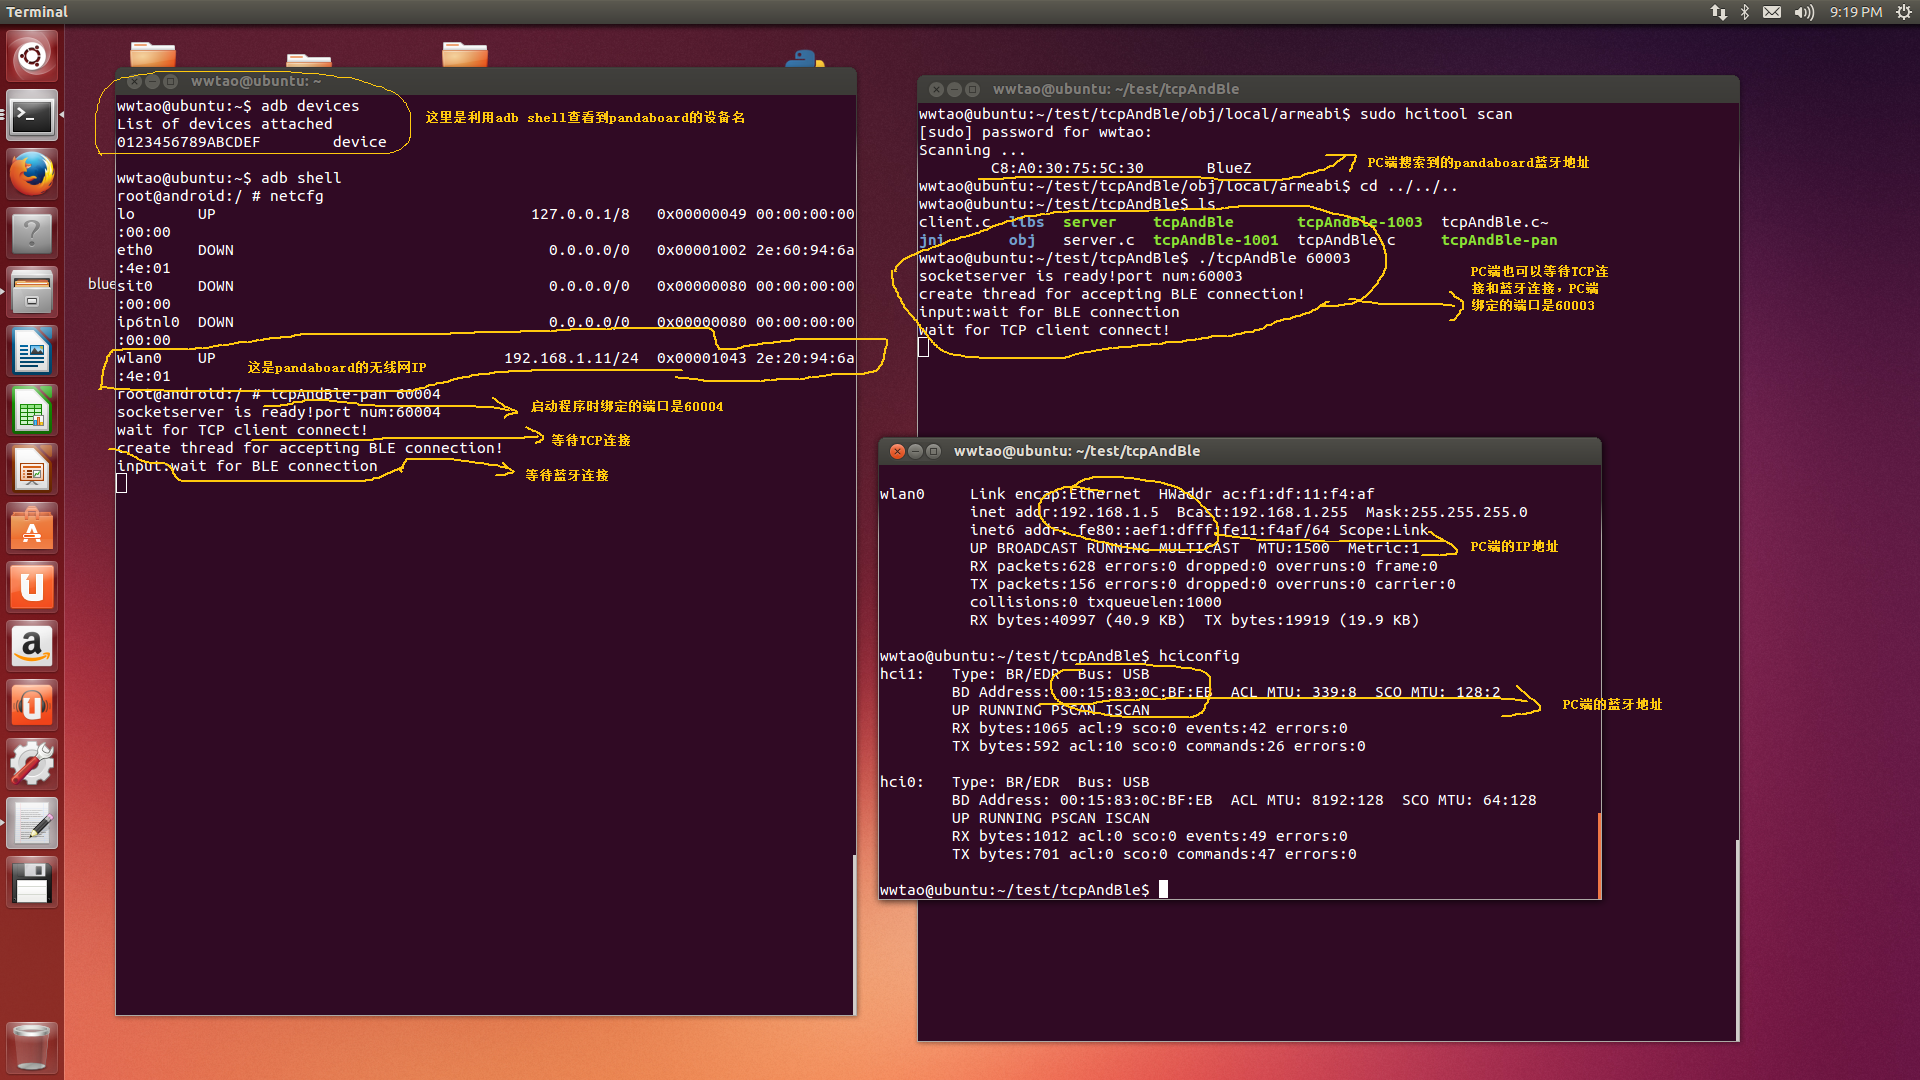 Terminal
9:19 PM
wwtao@ubuntu: ~
wwtao@ubuntu:~$ adb devices
List of devices attached
0123456789ABCDEF device
这里是利用adb shell查看到pandaboard的设备名
wwtao@ubuntu:~$ adb shell
root@android:/ # netcfg
lo UP 127.0.0.1/8 0x00000049 00:00:00:00
:00:00
eth0 DOWN 0.0.0.0/0 0x00001002 2e:60:94:6a
:4e:01
sit0 DOWN 0.0.0.0/0 0x00000080 00:00:00:00
:00:00
ip6tnl0 DOWN 0.0.0.0/0 0x00000080 00:00:00:00
:00:00
wlan0 UP 192.168.1.11/24 0x00001043 2e:20:94:6a
:4e:01
这是pandaboard的无线网IP
root@android:/ # tcpAndBle-pan 60004
socketserver is ready!port num:60004
启动程序时绑定的端口是60004
wait for TCP client connect!
等待TCP连接
create thread for accepting BLE connection!
input:wait for BLE connection
等待蓝牙连接
blue
wwtao@ubuntu: ~/test/tcpAndBle
wwtao@ubuntu:~/test/tcpAndBle/obj/local/armeabi$ sudo hcitool scan
[sudo] password for wwtao:
Scanning ...
C8:A0:30:75:5C:30 BlueZ
PC端搜索到的pandaboard蓝牙地址
wwtao@ubuntu:~/test/tcpAndBle/obj/local/armeabi$ cd ../../..
wwtao@ubuntu:~/test/tcpAndBle$ ls
client.c libs server tcpAndBle tcpAndBle-1003 tcpAndBle.c~
jni obj server.c tcpAndBle-1001 tcpAndBle.c tcpAndBle-pan
wwtao@ubuntu:~/test/tcpAndBle$ ./tcpAndBle 60003
socketserver is ready!port num:60003
create thread for accepting BLE connection!
input:wait for BLE connection
wait for TCP client connect!
PC端也可以等待TCP连
接和蓝牙连接，PC端
绑定的端口是60003
wwtao@ubuntu: ~/test/tcpAndBle
wlan0 Link encap:Ethernet HWaddr ac:f1:df:11:f4:af
inet addr:192.168.1.5 Bcast:192.168.1.255 Mask:255.255.255.0
inet6 addr: fe80::aef1:dfff:fe11:f4af/64 Scope:Link
UP BROADCAST RUNNING MULTICAST MTU:1500 Metric:1
PC端的IP地址
RX packets:628 errors:0 dropped:0 overruns:0 frame:0
TX packets:156 errors:0 dropped:0 overruns:0 carrier:0
collisions:0 txqueuelen:1000
RX bytes:40997 (40.9 KB) TX bytes:19919 (19.9 KB)
wwtao@ubuntu:~/test/tcpAndBle$ hciconfig
hci1: Type: BR/EDR Bus: USB
BD Address: 00:15:83:0C:BF:EB ACL MTU: 339:8 SCO MTU: 128:2
PC端的蓝牙地址
UP RUNNING PSCAN ISCAN
RX bytes:1065 acl:9 sco:0 events:42 errors:0
TX bytes:592 acl:10 sco:0 commands:26 errors:0
hci0: Type: BR/EDR Bus: USB
BD Address: 00:15:83:0C:BF:EB ACL MTU: 8192:128 SCO MTU: 64:128
UP RUNNING PSCAN ISCAN
RX bytes:1012 acl:0 sco:0 events:49 errors:0
TX bytes:701 acl:0 sco:0 commands:47 errors:0
wwtao@ubuntu:~/test/tcpAndBle$